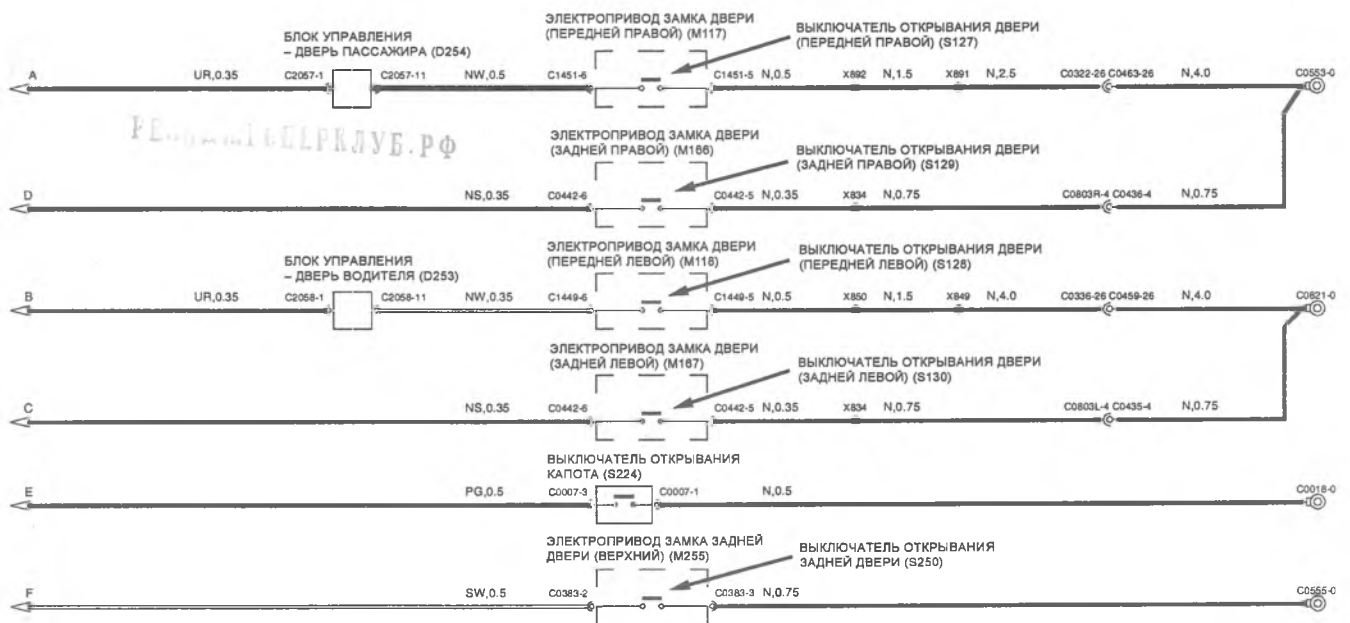 БЛОК УПРАВЛЕНИЯ
– ДВЕРЬ ПАССАЖИРА (D254)
ЭЛЕКТРОПРИВОД ЗАМКА ДВЕРИ
(ПЕРЕДНЕЙ ПРАВОЙ) (M117)
ВЫКЛЮЧАТЕЛЬ ОТКРЫВАНИЯ ДВЕРИ
(ПЕРЕДНЕЙ ПРАВОЙ) (S127)
A UR,0.35 C2057-1 C2057-11 NW,0.5 C1451-6 C1451-5 N,0.5 X892 N,1.5 X891 N,2.5 C0322-26 C0463-26 N,4.0 C0553-0
КЛУБ.РФ
ЭЛЕКТРОПРИВОД ЗАМКА ДВЕРИ
(ЗАДНЕЙ ПРАВОЙ) (M166)
ВЫКЛЮЧАТЕЛЬ ОТКРЫВАНИЯ ДВЕРИ
(ЗАДНЕЙ ПРАВОЙ) (S129)
D NS,0.35 C0442-6 C0442-5 N,0.35 X834 N,0.75 C0803R-4 C0436-4 N,0.75
БЛОК УПРАВЛЕНИЯ
– ДВЕРЬ ВОДИТЕЛЯ (D253)
ЭЛЕКТРОПРИВОД ЗАМКА ДВЕРИ
(ПЕРЕДНЕЙ ЛЕВОЙ) (M118)
ВЫКЛЮЧАТЕЛЬ ОТКРЫВАНИЯ ДВЕРИ
(ПЕРЕДНЕЙ ЛЕВОЙ) (S128)
B UR,0.35 C2058-1 C2058-11 NW,0.35 C1449-6 C1449-5 N,0.5 X850 N,1.5 X849 N,4.0 C0336-26 C0459-26 N,4.0 C0621-0
ЭЛЕКТРОПРИВОД ЗАМКА ДВЕРИ
(ЗАДНЕЙ ЛЕВОЙ) (M167)
ВЫКЛЮЧАТЕЛЬ ОТКРЫВАНИЯ ДВЕРИ
(ЗАДНЕЙ ЛЕВОЙ) (S130)
C NS,0.35 C0442-6 C0442-5 N,0.35 X834 N,0.75 C0803L-4 C0435-4 N,0.75
ВЫКЛЮЧАТЕЛЬ ОТКРЫВАНИЯ
КАПОТА (S224)
E PG,0.5 C0007-3 C0007-1 N,0.5 C0018-0
ЭЛЕКТРОПРИВОД ЗАМКА ЗАДНЕЙ
ДВЕРИ (ВЕРХНИЙ) (M255)
ВЫКЛЮЧАТЕЛЬ ОТКРЫВАНИЯ
ЗАДНЕЙ ДВЕРИ (S250)
F SW,0.5 C0383-2 C0383-3 N,0.75 C0555-0